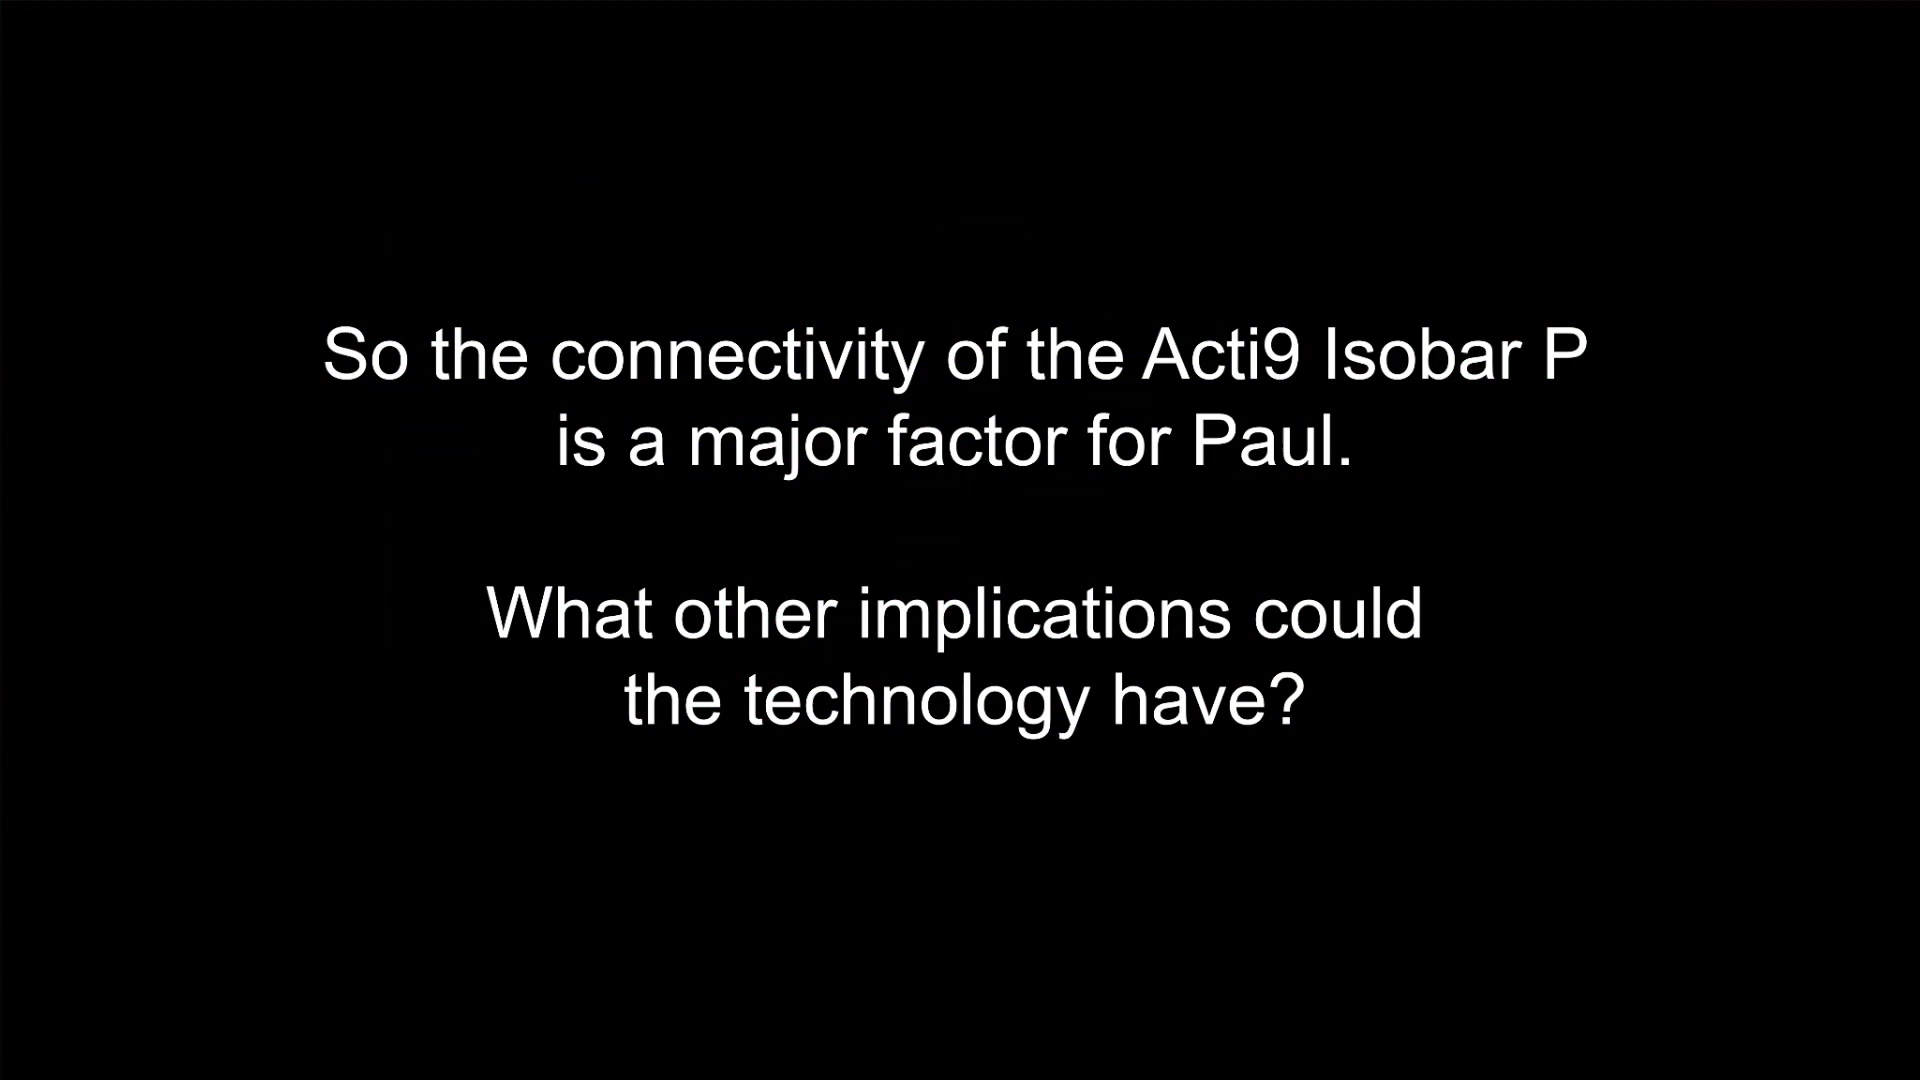 So the connectivity of the Acti9 Isobar P
is a major factor for Paul.
What other implications could
the technology have?